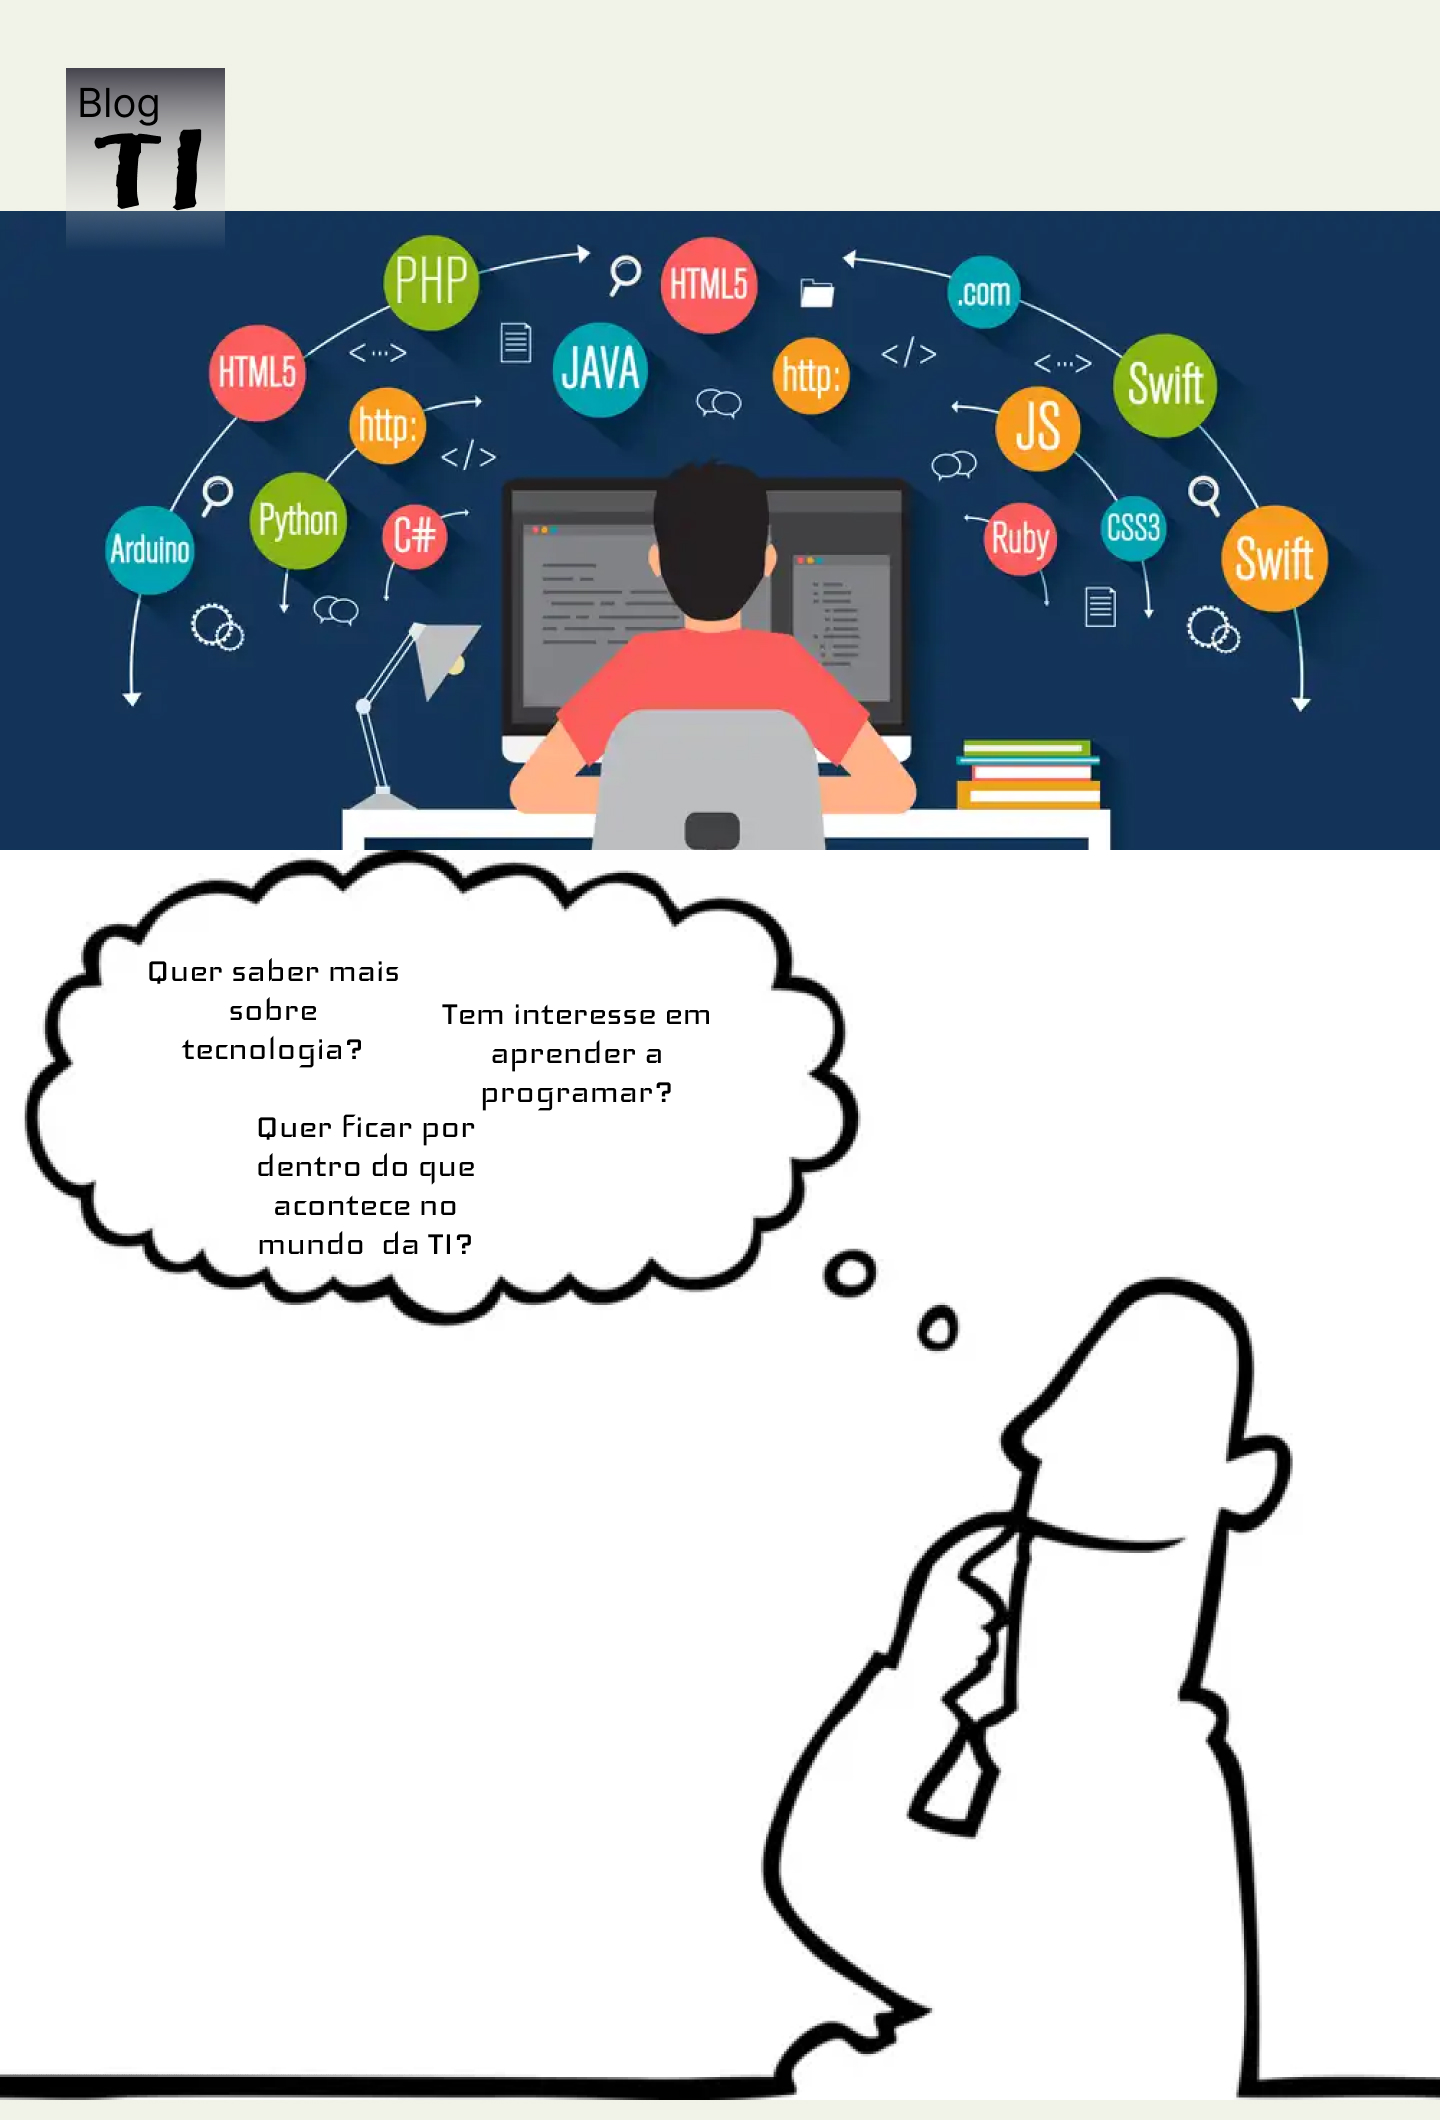 Blog
TI
PHP
HTML5
.com
HTML5
JAVA
http:
Swift
http:
JS
Python
C#
Arduino
Ruby
CSS3
Swift
<...>
</>
<...>
</>
Quer saber mais
sobre
tecnologia?
Tem interesse em
aprender a
programar?
Quer ficar por
dentro do que
acontece no
mundo  da TI?